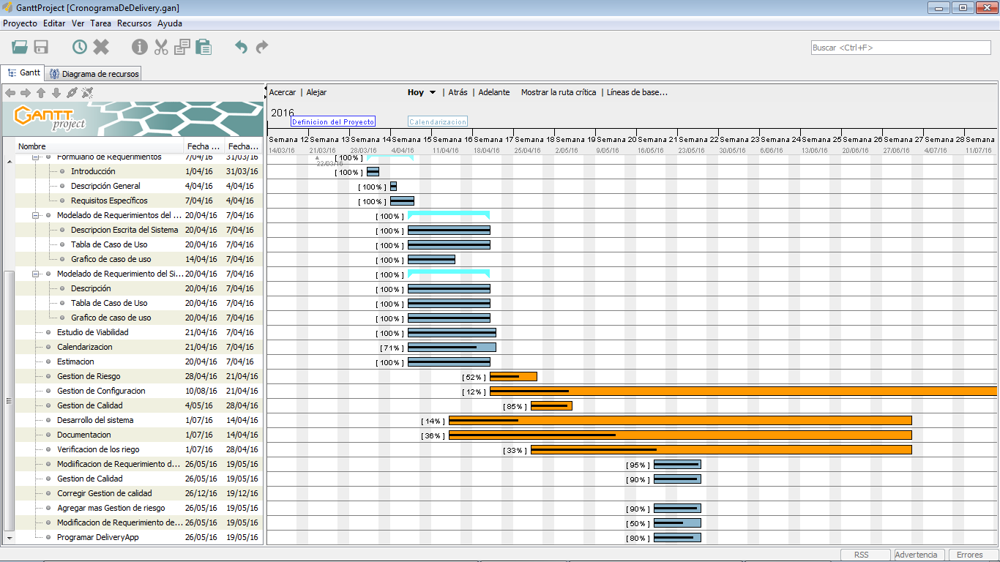 GanttProject [CronogramaDeDelivery.gan]
Proyecto Editar Ver Tarea Recursos Ayuda
Buscar <Ctrl+F>
Gantt Diagrama de recursos
Acercar | Alejar Hoy | Atrás | Adelante Mostrar la ruta crítica | Líneas de base...
GANTT project
2016
Definicion del Proyecto Calendarizacion
Nombre Fecha ... Fecha...
Semana 12 Semana 13 Semana 14 Semana 15 Semana 16 Semana 17 Semana 18 Semana 19 Semana 20 Semana 21 Semana 22 Semana 23 Semana 24 Semana 25 Semana 26 Semana 27 Semana 28 Semana
14/03/16 21/03/16 28/03/16 4/04/16 11/04/16 18/04/16 25/04/16 2/05/16 9/05/16 16/05/16 23/05/16 30/05/16 6/06/16 13/06/16 20/06/16 27/06/16 4/07/16 11/07/16
Formulario de Requerimentos 7/04/16 31/03/16 [ 100% ]
22/03/16
Introducción 1/04/16 31/03/16 [ 100% ]
Descripción General 4/04/16 4/04/16 [ 100% ]
Requisitos Específicos 7/04/16 4/04/16 [ 100% ]
Modelado de Requerimientos del ... 20/04/16 7/04/16 [ 100% ]
Descripcion Escrita del Sistema 20/04/16 7/04/16 [ 100% ]
Tabla de Caso de Uso 20/04/16 7/04/16 [ 100% ]
Grafico de caso de uso 14/04/16 7/04/16 [ 100% ]
Modelado de Requerimiento del Si... 20/04/16 7/04/16 [ 100% ]
Descripción 20/04/16 7/04/16 [ 100% ]
Tabla de Caso de Uso 20/04/16 7/04/16 [ 100% ]
Grafico de caso de uso 20/04/16 7/04/16 [ 100% ]
Estudio de Viabilidad 21/04/16 7/04/16 [ 100% ]
Calendarizacion 21/04/16 7/04/16 [ 71% ]
Estimacion 20/04/16 7/04/16 [ 100% ]
Gestion de Riesgo 28/04/16 21/04/16 [ 52% ]
Gestion de Configuracion 10/08/16 21/04/16 [ 12% ]
Gestion de Calidad 4/05/16 28/04/16 [ 85% ]
Desarrollo del sistema 1/07/16 14/04/16 [ 14% ]
Documentacion 1/07/16 14/04/16 [ 36% ]
Verificacion de los riego 1/07/16 28/04/16 [ 33% ]
Modiificacion de Requerimiento d... 26/05/16 19/05/16 [ 95% ]
Gestion de Calidad 26/05/16 19/05/16 [ 90% ]
Corregir Gestion de calidad 26/12/16 19/12/16
Agregar mas Gestion de riesgo 26/05/16 19/05/16 [ 90% ]
Modificacion de Requerimiento de... 26/05/16 19/05/16 [ 50% ]
Programar DeliveryApp 26/05/16 19/05/16 [ 80% ]
RSS Advertencia Errores